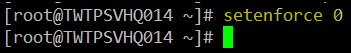 [root@TWTPSVHQ014 ~]# setenforce 0
[root@TWTPSVHQ014 ~]#